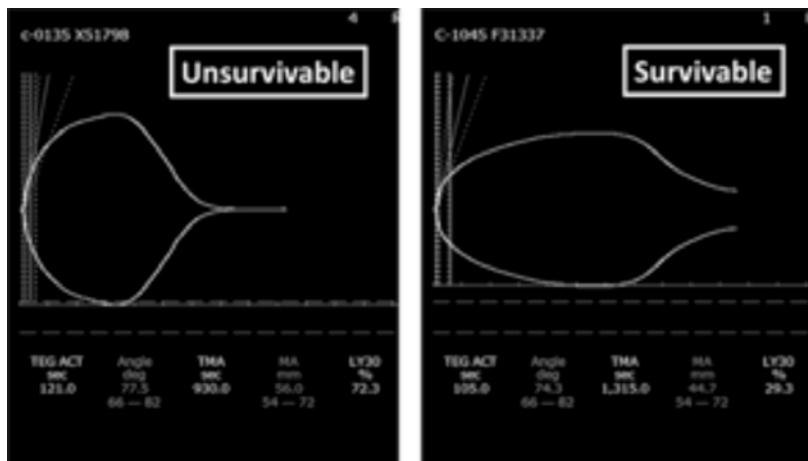 4
c-0135 X51798
Unsurvivable
TEG ACT Angle TMA MA LY30
sec deg sec mm %
121.0 77.5 930.0 56.0 72.3
66 — 82 54 — 72
1
C-1045 F31337
Survivable
TEG ACT Angle TMA MA LY30
sec deg sec mm %
105.0 74.3 1,315.0 44.7 29.3
66 — 82 54 — 72